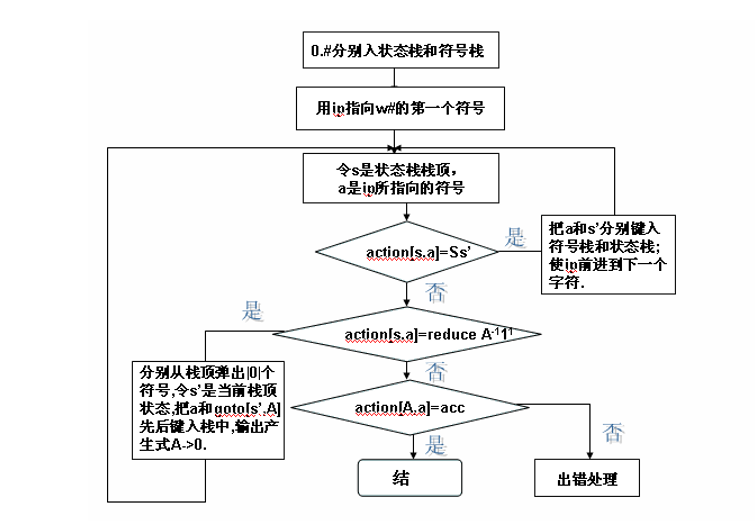 0.#分别入状态栈和符号栈
用ip指向w#的第一个符号
令s是状态栈栈顶，
a是ip所指向的符号
action[s.a]=Ss’
是
把a和s’分别键入
符号栈和状态栈;
使ip前进到下一个
字符.
否
是
action[s.a]=reduce A⁻¹1¹
分别从栈顶弹出|0|个
符号,令s’是当前栈顶
状态,把a和goto[s’.A]
先后键入栈中,输出产
生式A->0.
否
action[A.a]=acc
否
是
结
出错处理